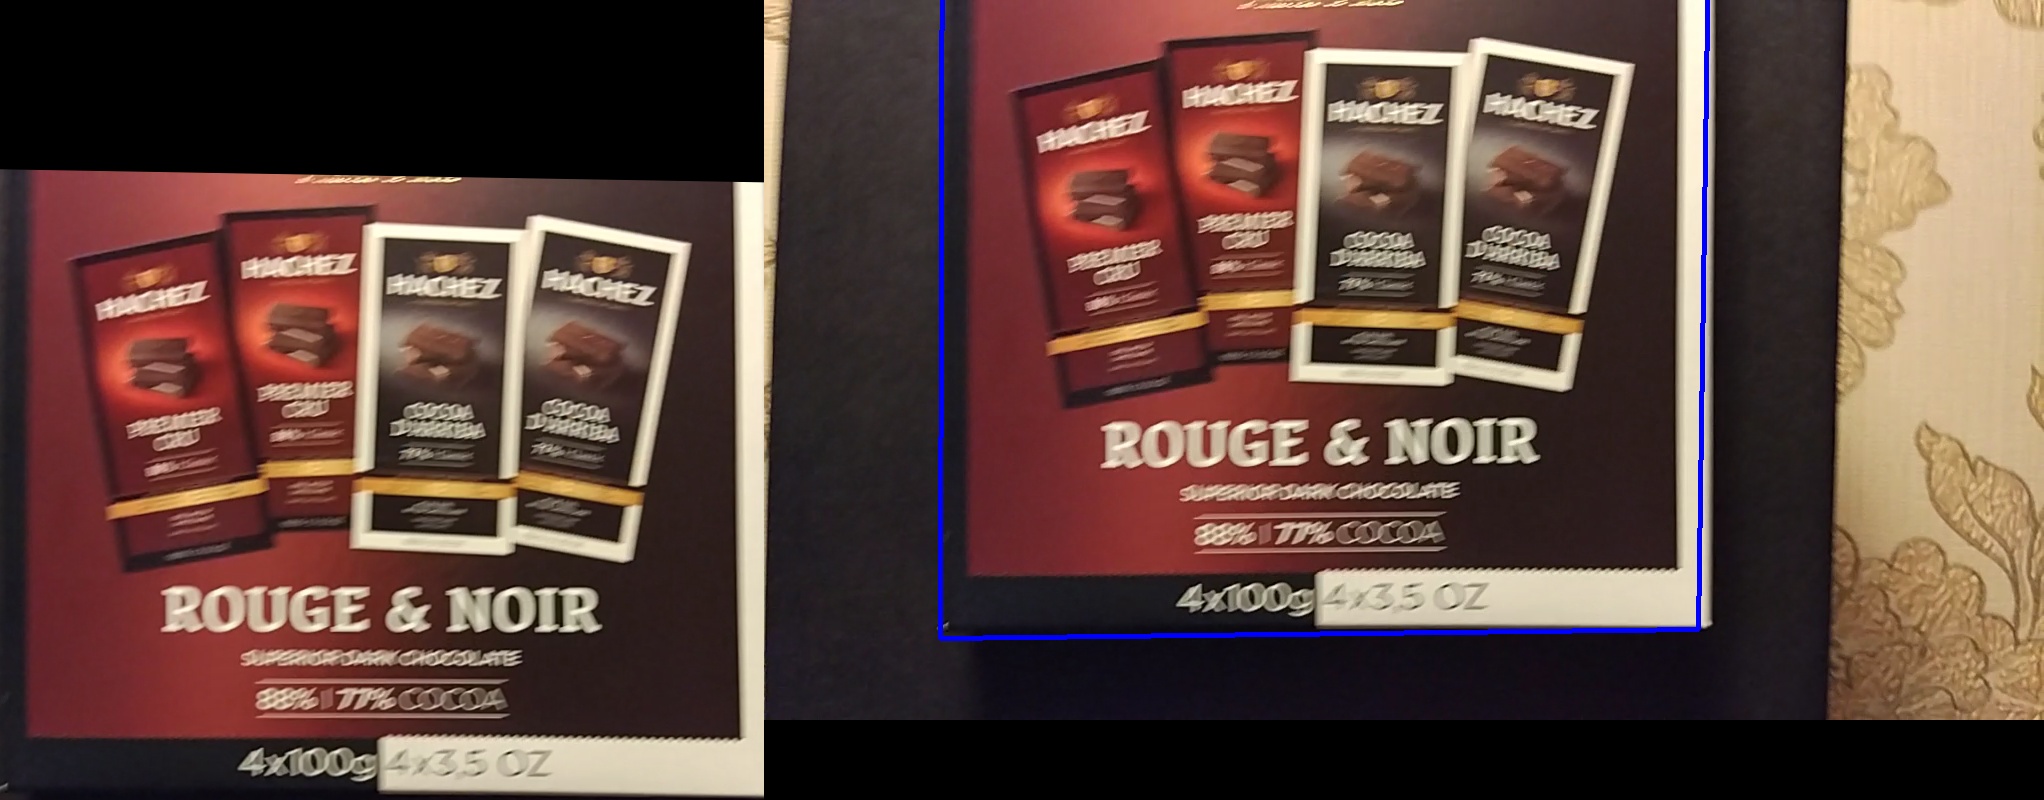 HACHEZ
HACHEZ
HACHEZ
HACHEZ
PREMIER
CRU
PREMIER
CRU
COCOA
D'ARRIBA
COCOA
D'ARRIBA
ROUGE & NOIR
SUPERIOR DARK CHOCOLATE
88% | 77% COCOA
4x100g 4x3,5 OZ
HACHEZ
HACHEZ
HACHEZ
HACHEZ
PREMIER
CRU
PREMIER
CRU
COCOA
D'ARRIBA
COCOA
D'ARRIBA
ROUGE & NOIR
SUPERIOR DARK CHOCOLATE
88% | 77% COCOA
4x100g 4x3,5 OZ